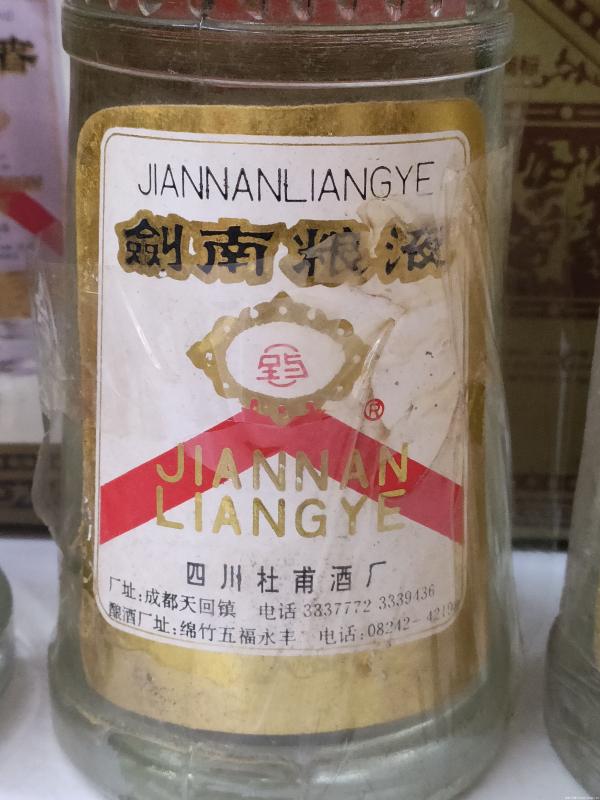 JIANNANLIANGYE
劍南粮液
®
JIANNAN
LIANGYE
四川杜甫酒厂
厂址:成都天回镇 电话 3337772 3339436
酿酒厂址:绵竹五福永丰 电话:08242-